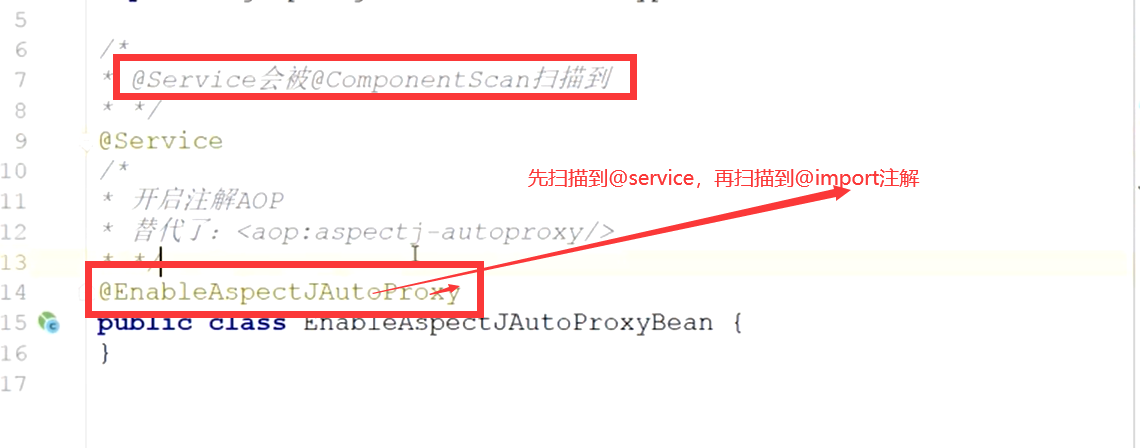 5
6 /*
7 * @Service会被@ComponentScan扫描到
8 * */
9 @Service
10 /*
先扫描到@service，再扫描到@import注解
11 * 开启注解AOP
12 * 替代了：<aop:aspectj-autoproxy/>
13 * */
14 @EnableAspectJAutoProxy
15 public class EnableAspectJAutoProxyBean {
16 }
17